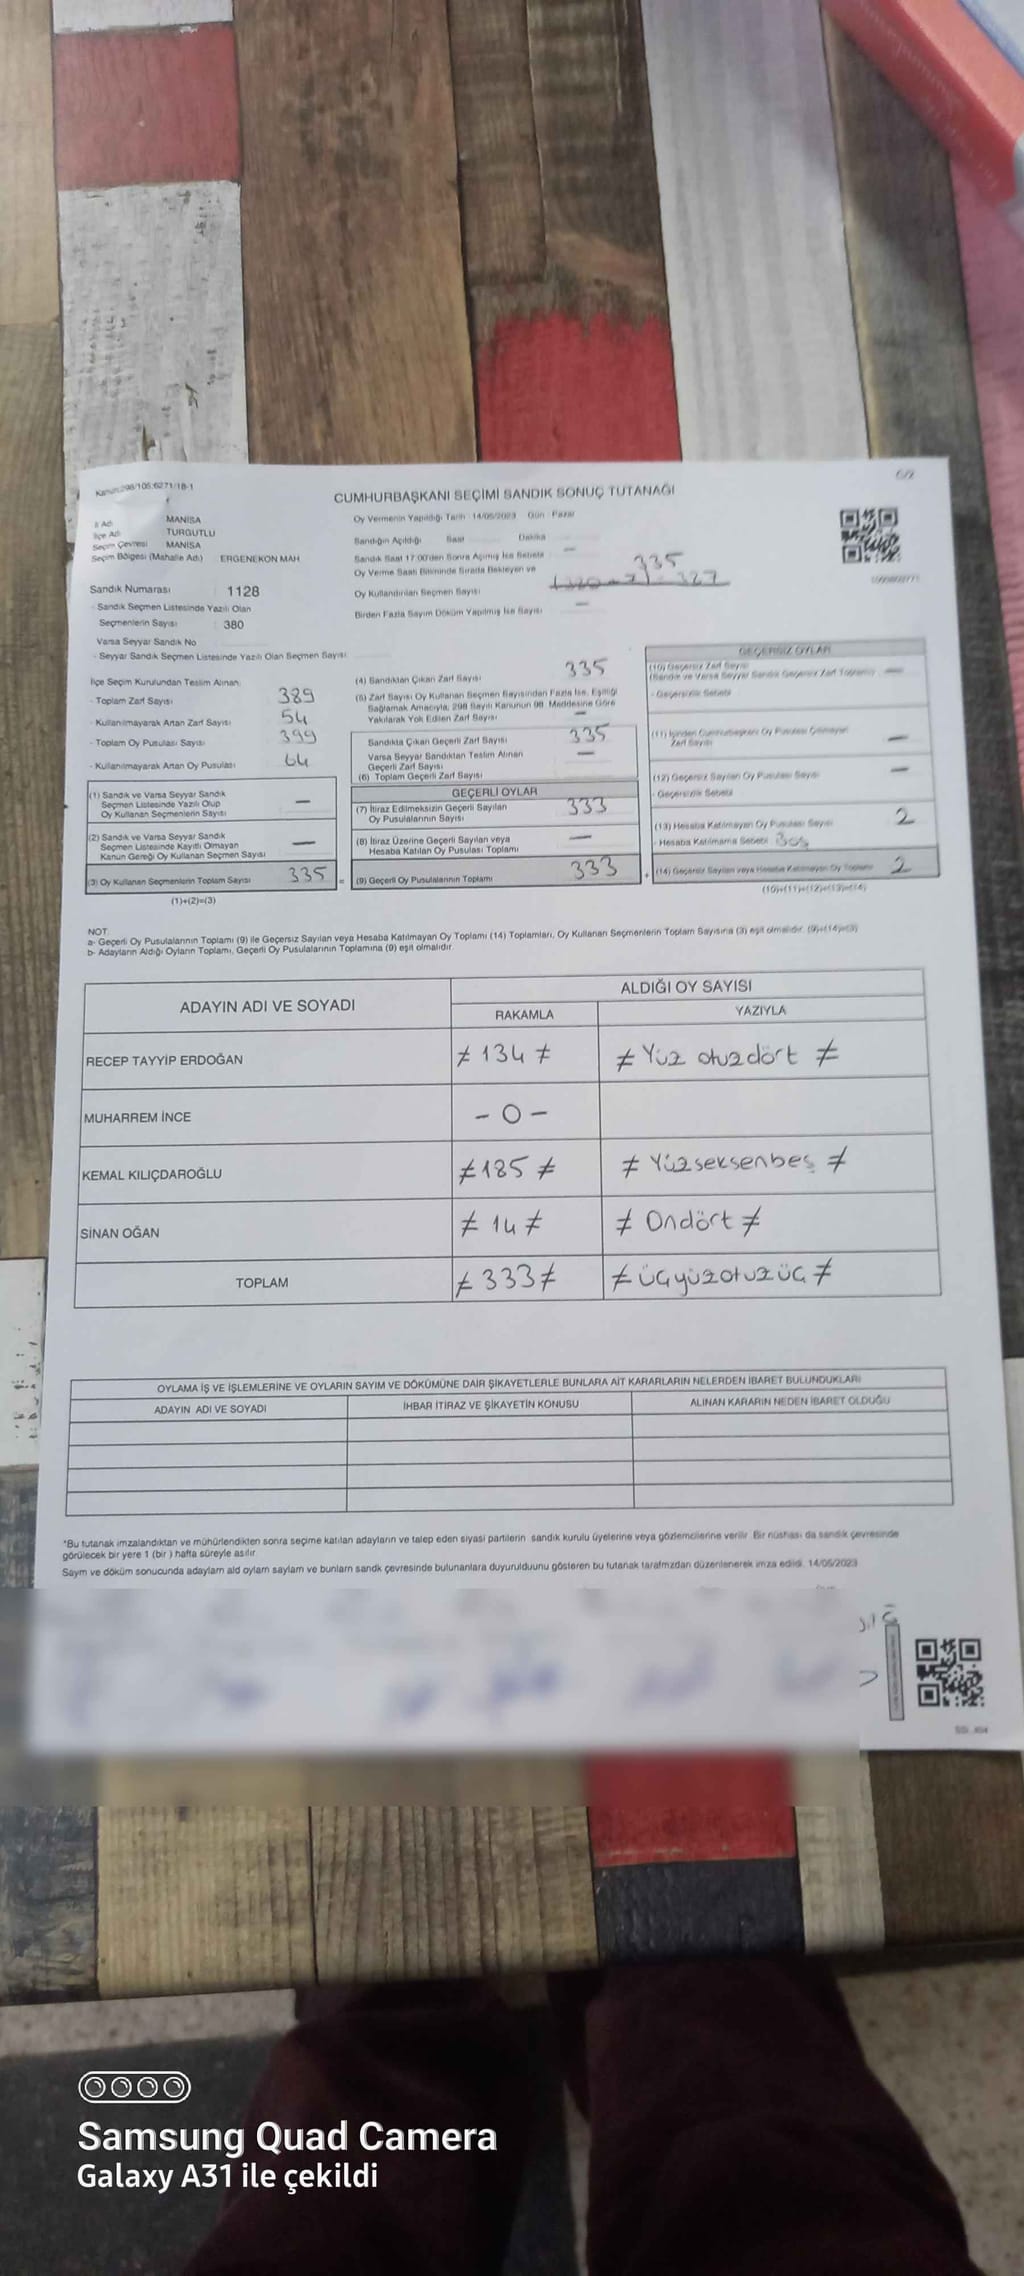 Kanun:298/105:6271/18-1
CUMHURBAŞKANI SEÇİMİ SANDIK SONUÇ TUTANAĞI
İl Adı MANİSA
İlçe Adı TURGUTLU
Seçim Çevresi MANİSA
Seçim Bölgesi (Mahalle Adı) ERGENEKON MAH
Sandık Numarası : 1128
- Sandık Seçmen Listesinde Yazılı Olan
Seçmenlerin Sayısı : 380
Varsa Seyyar Sandık No
- Seyyar Sandık Seçmen Listesinde Yazılı Olan Seçmen Sayısı:
Oy Vermenin Yapıldığı Tarih : 14/05/2023 Gün : Pazar
Sandığın Açıldığı Saat Dakika
Sandık Saat 17:00'den Sonra Açılmış İse Sebebi —
Oy Verme Saati Bitiminde Sırada Bekleyen ve
335
Oy Kullandırılan Seçmen Sayısı
Birden Fazla Sayım Döküm Yapılmış İse Sayısı —
İlçe Seçim Kurulundan Teslim Alınan;
- Toplam Zarf Sayısı 389
- Kullanılmayarak Artan Zarf Sayısı 54
- Toplam Oy Pusulası Sayısı 399
- Kullanılmayarak Artan Oy Pusulası 64
(1) Sandık ve Varsa Seyyar Sandık
Seçmen Listesinde Yazılı Olup
Oy Kullanan Seçmenlerin Sayısı —
(2) Sandık ve Varsa Seyyar Sandık
Seçmen Listesinde Kayıtlı Olmayan
Kanun Gereği Oy Kullanan Seçmen Sayısı —
(3) Oy Kullanan Seçmenlerin Toplam Sayısı 335
(1)+(2)=(3)
(4) Sandıktan Çıkan Zarf Sayısı 335
(5) Zarf Sayısı Oy Kullanan Seçmen Sayısından Fazla İse, Eşitliği
Sağlamak Amacıyla, 298 Sayılı Kanunun 98. Maddesine Göre
Yakılarak Yok Edilen Zarf Sayısı —
Sandıkta Çıkan Geçerli Zarf Sayısı 335
Varsa Seyyar Sandıktan Teslim Alınan
Geçerli Zarf Sayısı —
(6) Toplam Geçerli Zarf Sayısı
GEÇERLİ OYLAR
(7) İtiraz Edilmeksizin Geçerli Sayılan
Oy Pusulalarının Sayısı 333
(8) İtiraz Üzerine Geçerli Sayılan veya
Hesaba Katılan Oy Pusulası Toplamı —
(9) Geçerli Oy Pusulalarının Toplamı 333
GEÇERSİZ OYLAR
(10) Geçersiz Zarf Sayısı
(Sandık ve Varsa Seyyar Sandık Geçersiz Zarf Toplamı) —
- Geçersizlik Sebebi
(11) İçinden Cumhurbaşkanı Oy Pusulası Çıkmayan
Zarf Sayısı —
(12) Geçersiz Sayılan Oy Pusulası Sayısı —
- Geçersizlik Sebebi
(13) Hesaba Katılmayan Oy Pusulası Sayısı 2
- Hesaba Katılmama Sebebi Boş
(14) Geçersiz Sayılan veya Hesaba Katılmayan Oy Toplamı 2
(10)+(11)+(12)+(13)=(14)
NOT:
a- Geçerli Oy Pusulalarının Toplamı (9) ile Geçersiz Sayılan veya Hesaba Katılmayan Oy Toplamı (14) Toplamları, Oy Kullanan Seçmenlerin Toplam Sayısına (3) eşit olmalıdır. (9)+(14)=(3)
b- Adayların Aldığı Oyların Toplamı, Geçerli Oy Pusulalarının Toplamına (9) eşit olmalıdır.
ADAYIN ADI VE SOYADI ALDIĞI OY SAYISI
RAKAMLA YAZIYLA
RECEP TAYYİP ERDOĞAN ≠ 134 ≠ ≠ Yüz otuzdört ≠
MUHARREM İNCE - 0 -
KEMAL KILIÇDAROĞLU ≠185 ≠ ≠ Yüzseksenbeş ≠
SİNAN OĞAN ≠ 14 ≠ ≠ Ondört ≠
TOPLAM ≠ 333 ≠ ≠ üçyüzotuzüç ≠
OYLAMA İŞ VE İŞLEMLERİNE VE OYLARIN SAYIM VE DÖKÜMÜNE DAİR ŞİKAYETLERLE BUNLARA AİT KARARLARIN NELERDEN İBARET BULUNDUKLARI
ADAYIN ADI VE SOYADI İHBAR İTİRAZ VE ŞİKAYETİN KONUSU ALINAN KARARIN NEDEN İBARET OLDUĞU
*Bu tutanak imzalandıktan ve mühürlendikten sonra seçime katılan adayların ve talep eden siyasi partilerin sandık kurulu üyelerine veya gözlemcilerine verilir. Bir nüshası da sandık çevresinde
görülecek bir yere 1 (bir ) hafta süreyle asılır.
Sayım ve döküm sonucunda adayların ald oyların sayları ve bunların sandk çevresinde bulunanlara duyurulduunu gösteren bu tutanak tarafmzdan düzenlenerek imza edildi. 14/05/2023
Samsung Quad Camera
Galaxy A31 ile çekildi